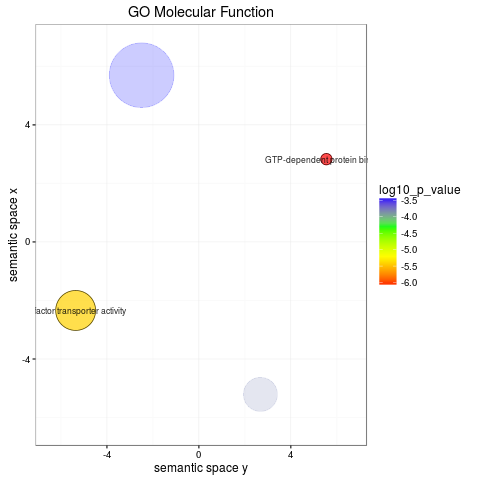 GO Molecular Function
4
0
-4
semantic space x
GTP-dependent protein bi
factor transporter activity
-4
0
4
semantic space y
log10_p_value
-3.5
-4.0
-4.5
-5.0
-5.5
-6.0